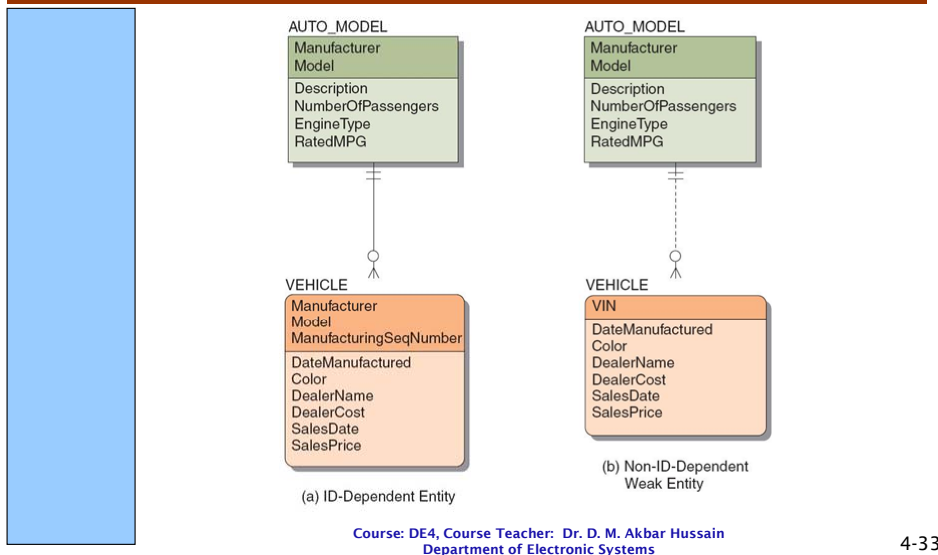 AUTO_MODEL
Manufacturer
Model
Description
NumberOfPassengers
EngineType
RatedMPG
VEHICLE
Manufacturer
Model
ManufacturingSeqNumber
DateManufactured
Color
DealerName
DealerCost
SalesDate
SalesPrice
(a) ID-Dependent Entity
AUTO_MODEL
Manufacturer
Model
Description
NumberOfPassengers
EngineType
RatedMPG
VEHICLE
VIN
DateManufactured
Color
DealerName
DealerCost
SalesDate
SalesPrice
(b) Non-ID-Dependent
Weak Entity
Course: DE4, Course Teacher: Dr. D. M. Akbar Hussain
Department of Electronic Systems
4-33